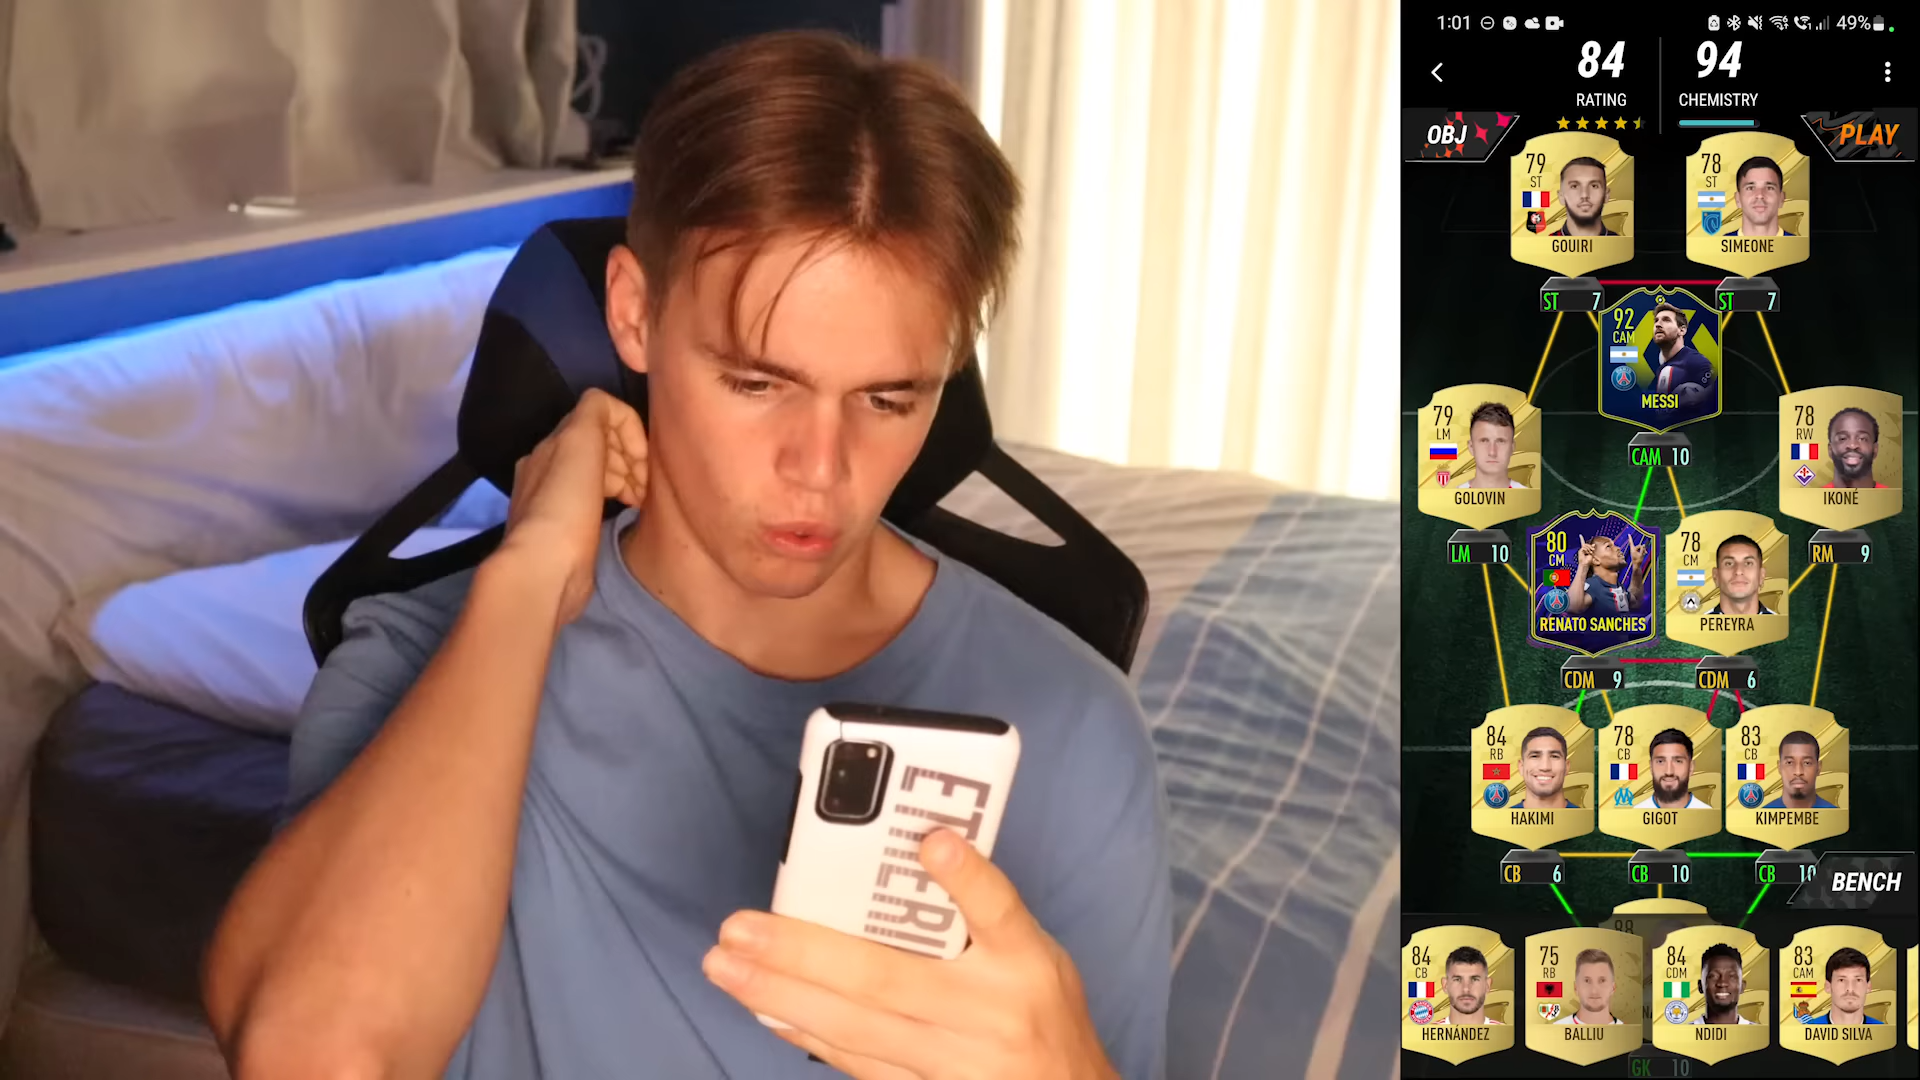 1:01
49%
84
RATING
94
CHEMISTRY
OBJ
PLAY
79
ST
GOUIRI
78
ST
SIMEONE
ST 7
ST 7
92
CAM
MESSI
79
LM
GOLOVIN
78
RW
IKONÉ
CAM 10
LM 10
80
CM
RENATO SANCHES
78
CM
PEREYRA
RM 9
CDM 9
CDM 6
84
RB
HAKIMI
78
CB
GIGOT
83
CB
KIMPEMBE
CB 6
CB 10
CB 10
BENCH
88
84
CB
HERNÁNDEZ
75
RB
BALLIU
84
CDM
NDIDI
83
CAM
DAVID SILVA
GK 10